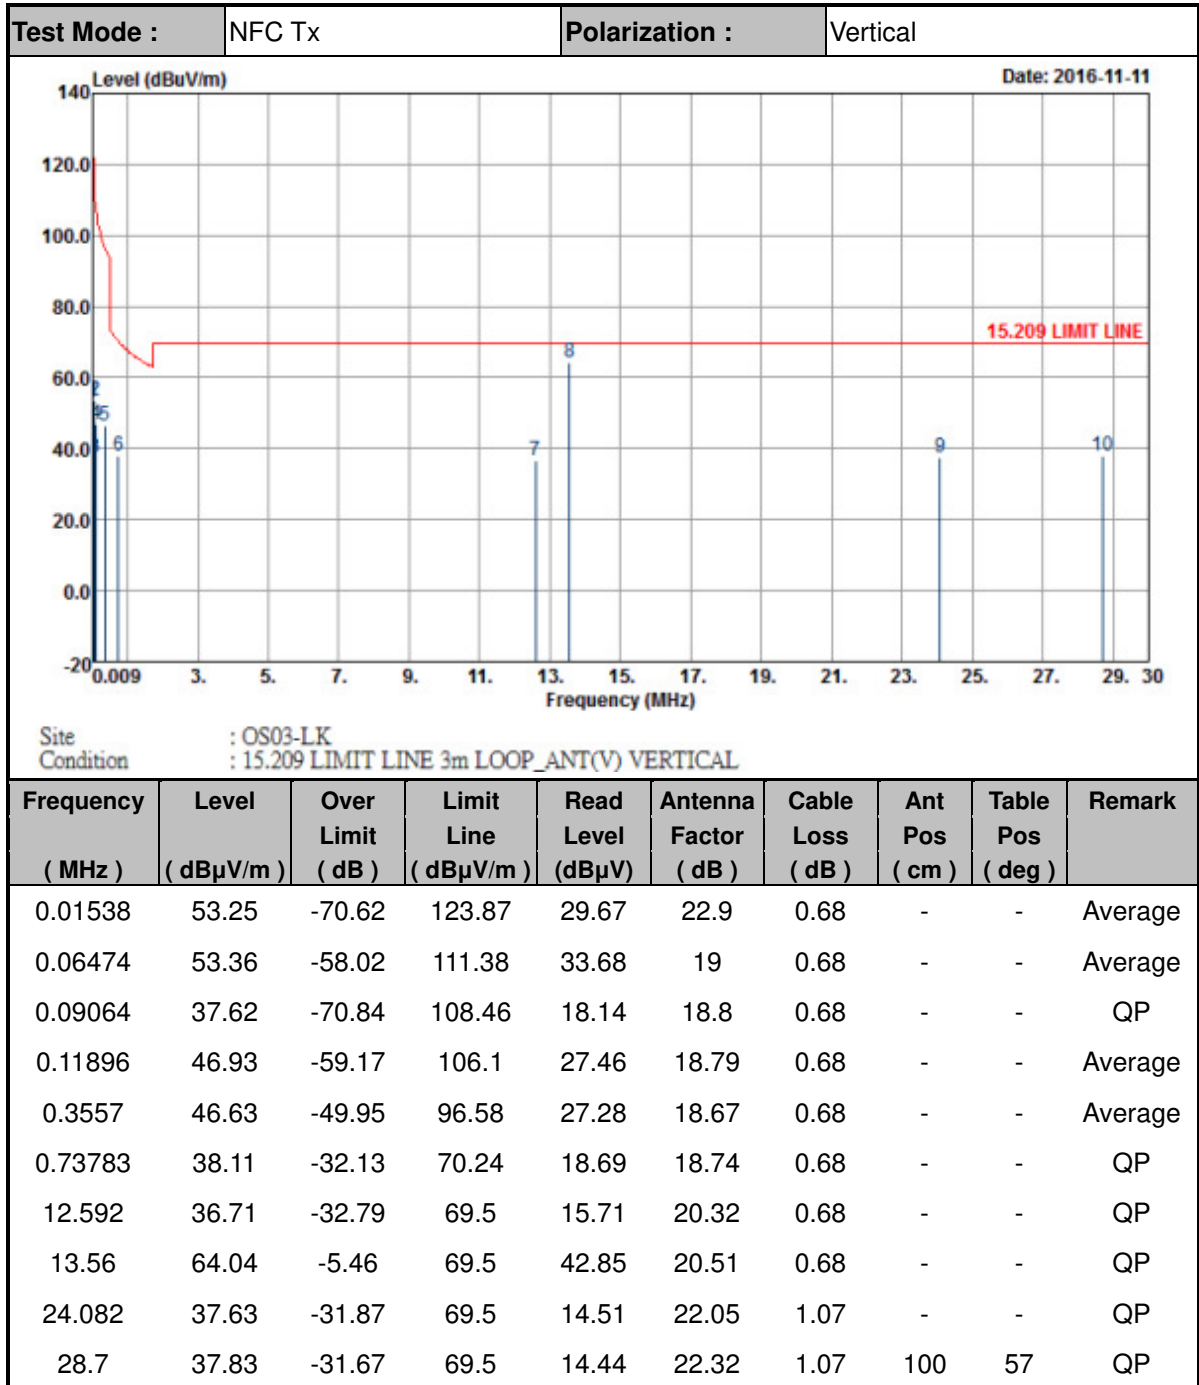 Test Mode : NFC Tx Polarization : Vertical
Level (dBuV/m) Date: 2016-11-11
140
120.0
100.0
80.0
15.209 LIMIT LINE
8
60.0
2
5
40.0 6 7 9 10
20.0
0.0
-20
0.009 3. 5. 7. 9. 11. 13. 15. 17. 19. 21. 23. 25. 27. 29. 30
Frequency (MHz)
Site : OS03-LK
Condition : 15.209 LIMIT LINE 3m LOOP_ANT(V) VERTICAL
Frequency Level Over Limit Read Antenna Cable Ant Table Remark
Limit Line Level Factor Loss Pos Pos
( MHz ) ( dBµV/m ) ( dB ) ( dBµV/m ) (dBµV) ( dB ) ( dB ) ( cm ) ( deg )
0.01538 53.25 -70.62 123.87 29.67 22.9 0.68 - - Average
0.06474 53.36 -58.02 111.38 33.68 19 0.68 - - Average
0.09064 37.62 -70.84 108.46 18.14 18.8 0.68 - - QP
0.11896 46.93 -59.17 106.1 27.46 18.79 0.68 - - Average
0.3557 46.63 -49.95 96.58 27.28 18.67 0.68 - - Average
0.73783 38.11 -32.13 70.24 18.69 18.74 0.68 - - QP
12.592 36.71 -32.79 69.5 15.71 20.32 0.68 - - QP
13.56 64.04 -5.46 69.5 42.85 20.51 0.68 - - QP
24.082 37.63 -31.87 69.5 14.51 22.05 1.07 - - QP
28.7 37.83 -31.67 69.5 14.44 22.32 1.07 100 57 QP